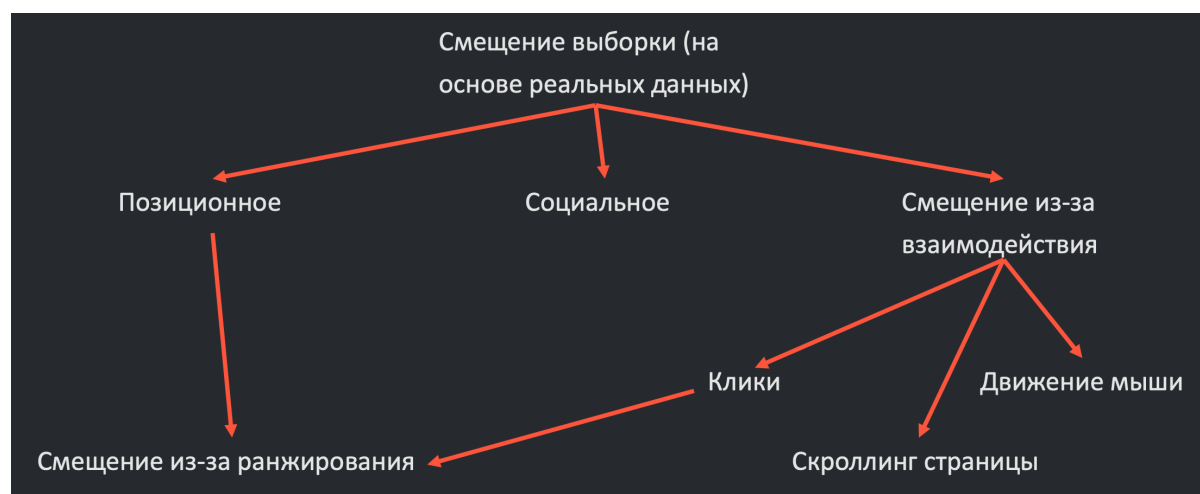 Смещение выборки (на
основе реальных данных)
Позиционное
Социальное
Смещение из-за
взаимодействия
Клики
Движение мыши
Смещение из-за ранжирования
Скроллинг страницы